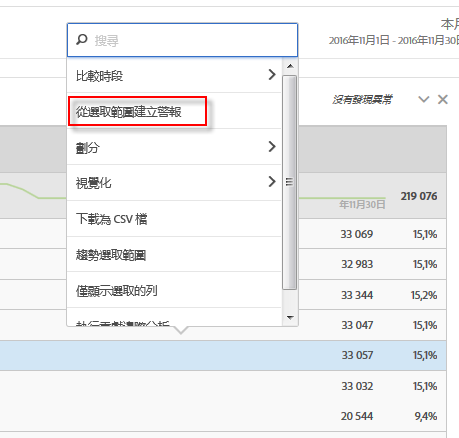 本月
搜尋
2016年11月1日 - 2016年11月30日
比較時段
沒有發現異常
從選取範圍建立警報
劃分
視覺化
219 076
年11月30日
下載為 CSV 檔
33 069 15,1%
趨勢選取範圍
32 983 15,1%
僅顯示選取的列
33 344 15,2%
33 047 15,1%
33 057 15,1%
33 032 15,1%
20 544 9,4%